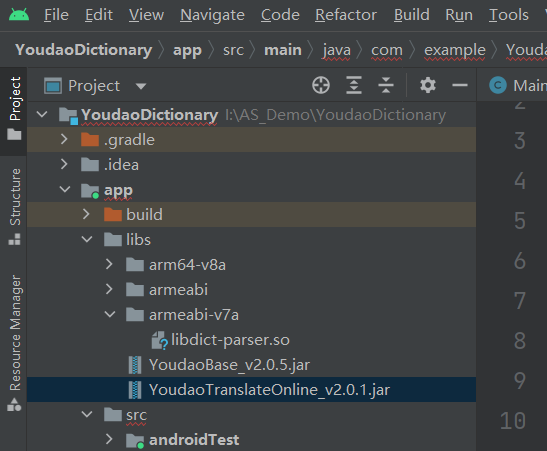 File Edit View Navigate Code Refactor Build Run Tools
YoudaoDictionary app src main java com example Youda
Project
Structure
Resource Manager
Project
Main
YoudaoDictionary I:\AS_Demo\YoudaoDictionary
.gradle
.idea
app
build
libs
arm64-v8a
armeabi
armeabi-v7a
libdict-parser.so
YoudaoBase_v2.0.5.jar
YoudaoTranslateOnline_v2.0.1.jar
src
androidTest
3
4
5
6
7
8
9
10